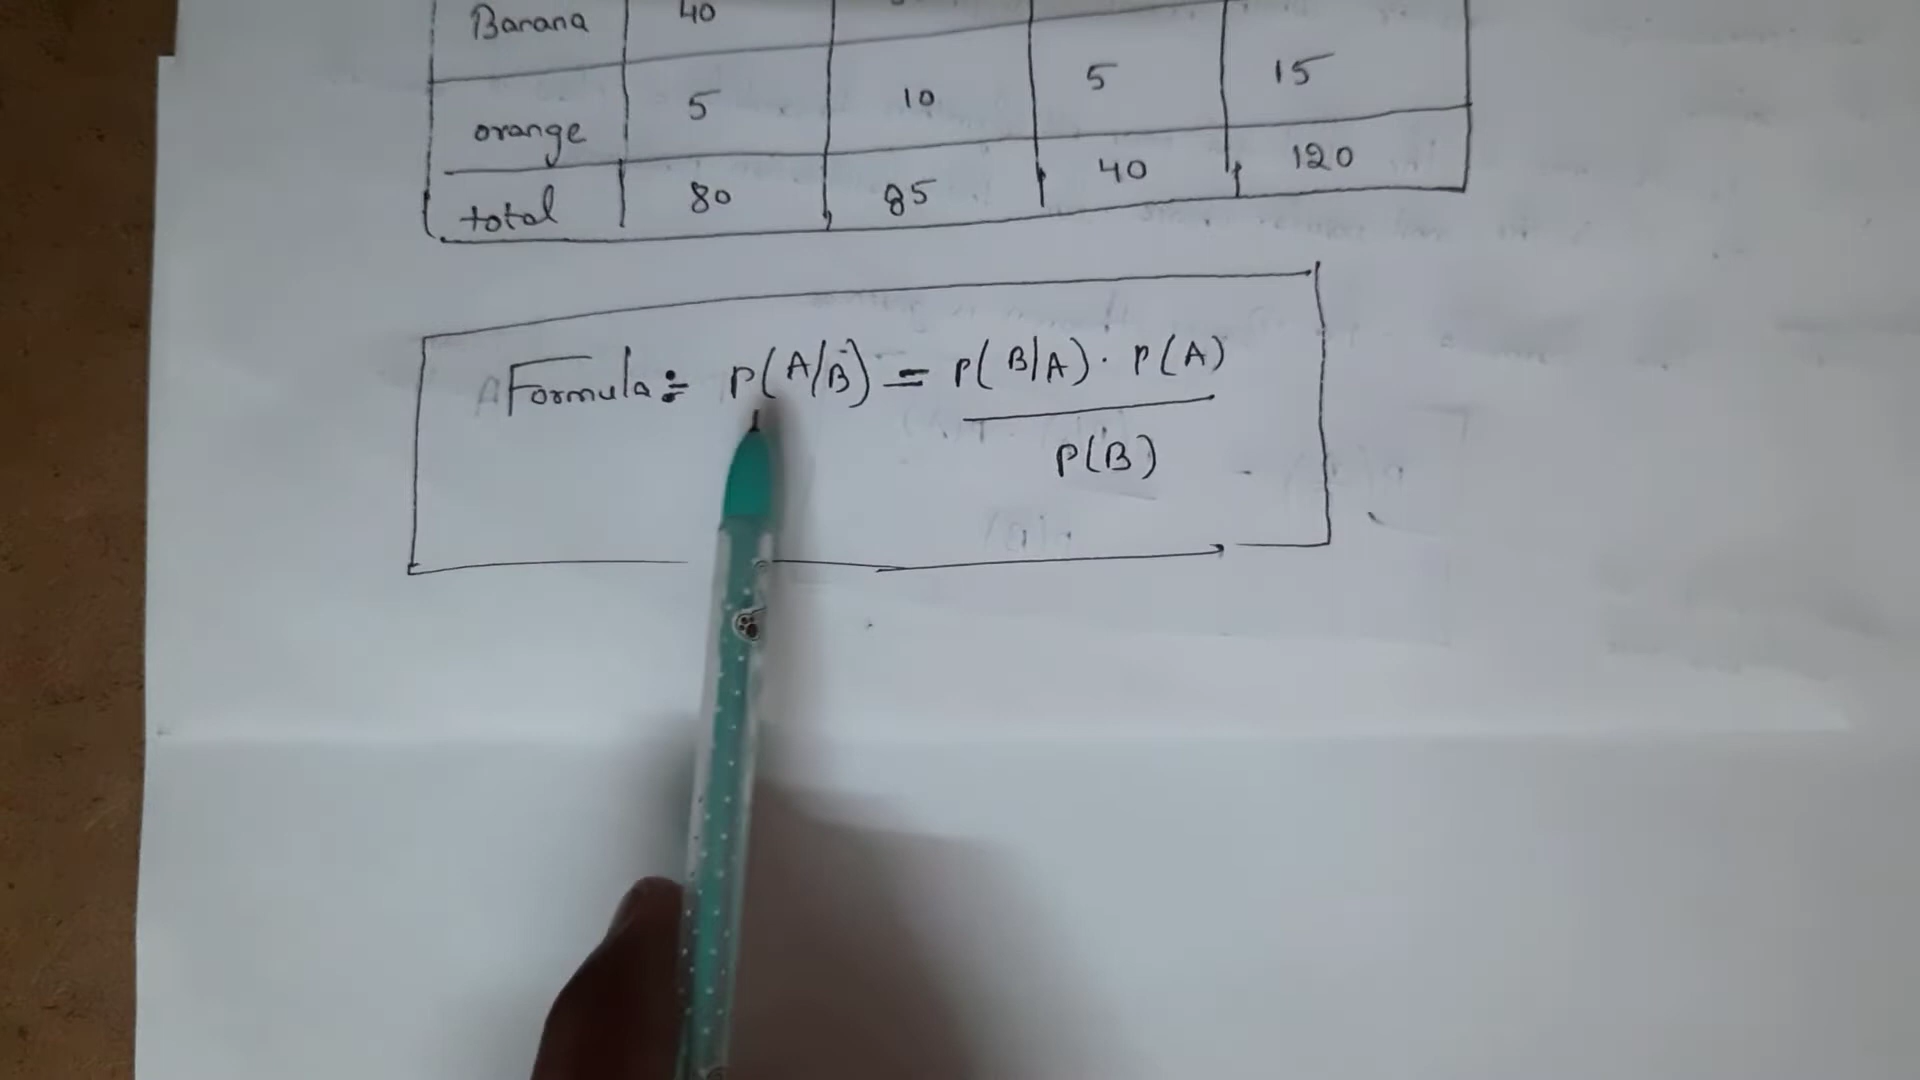 Banana 40
orange 5 10 5 15
total 80 85 40 120
Formula÷ P(A/B) = P(B/A) · P(A)
P(B)